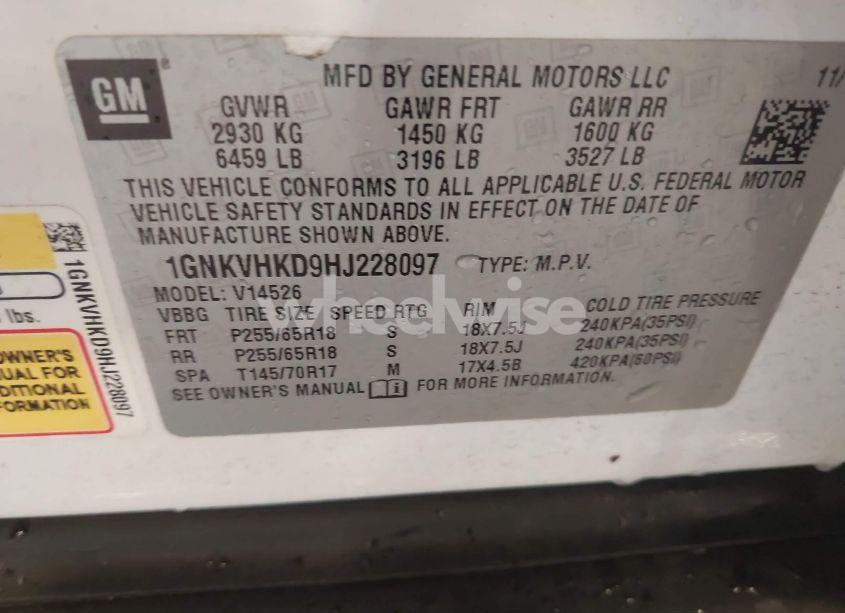 GM
MFD BY GENERAL MOTORS LLC 11/
GVWR GAWR FRT GAWR RR
2930 KG 1450 KG 1600 KG
6459 LB 3196 LB 3527 LB
THIS VEHICLE CONFORMS TO ALL APPLICABLE U.S. FEDERAL MOTOR
VEHICLE SAFETY STANDARDS IN EFFECT ON THE DATE OF
MANUFACTURE SHOWN ABOVE.
1GNKVHKD9HJ228097 TYPE: M.P.V.
MODEL: V14526
VBBG TIRE SIZE SPEED RTG RIM COLD TIRE PRESSURE
FRT P255/65R18 S 18X7.5J 240KPA(35PSI)
RR P255/65R18 S 18X7.5J 240KPA(35PSI)
SPA T145/70R17 M 17X4.5B 420KPA(60PSI)
SEE OWNER'S MANUAL i FOR MORE INFORMATION.
wheelwise
1GNKVHKD9HJ228097
lbs.
OWNER'S
UAL FOR
DITIONAL
FORMATION